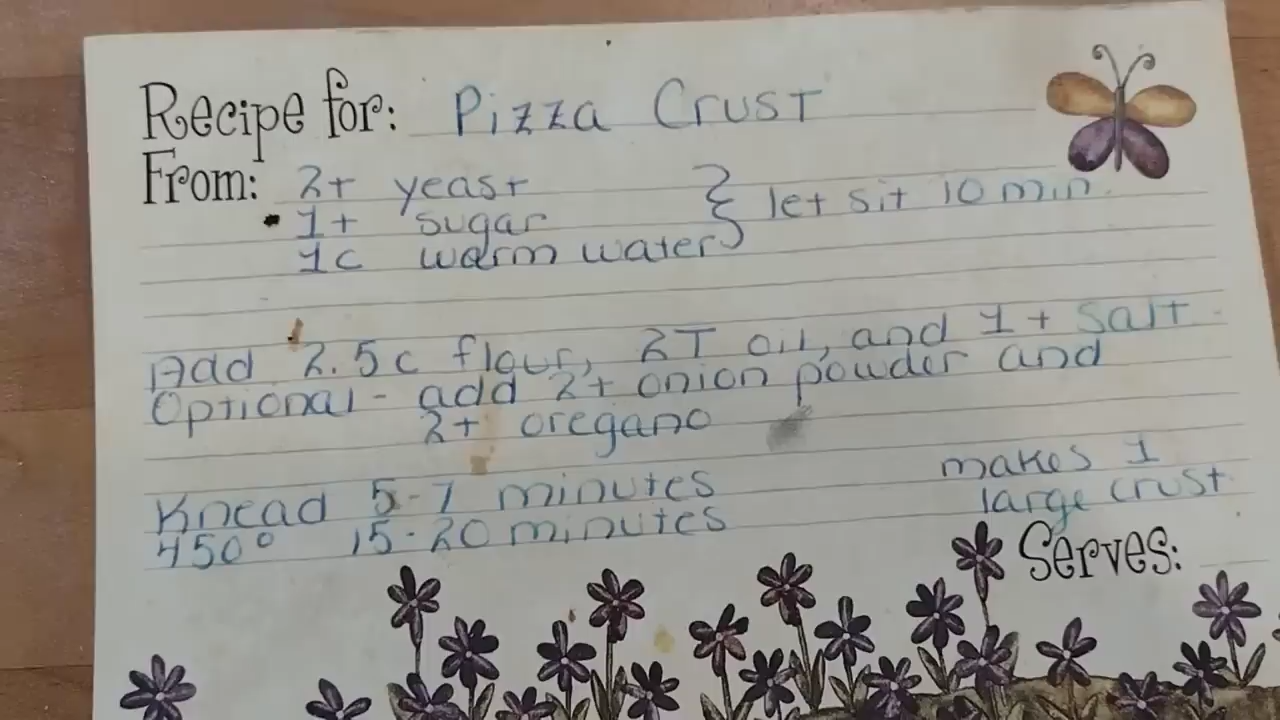 Recipe for: Pizza Crust
From: 2t yeast
1t sugar } let sit 10 min.
1c warm water
Add 2.5c flour, 2T oil, and 1t salt.
Optional - add 2t onion powder and
2t oregano
Knead 5-7 minutes
450° 15-20 minutes
makes 1
large crust
Serves: